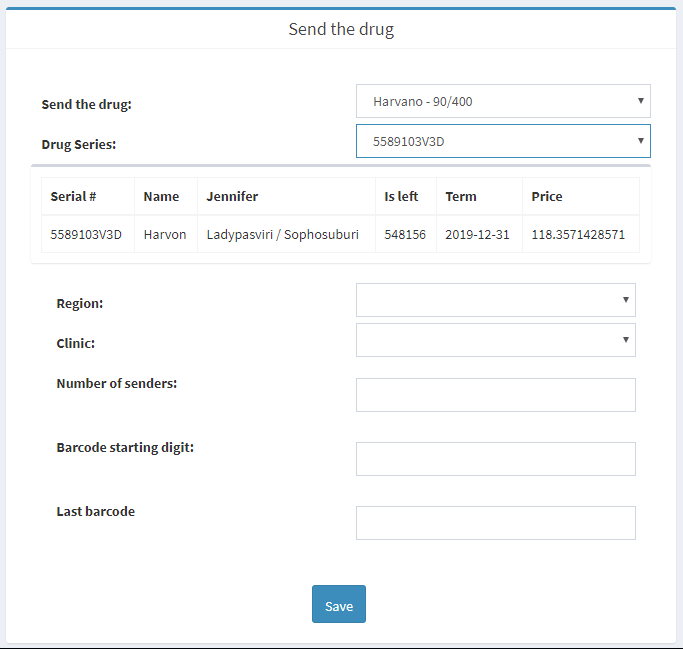 Send the drug
Send the drug: Harvano - 90/400
Drug Series: 5589103V3D
Serial # Name Jennifer Is left Term Price
5589103V3D Harvon Ladypasviri / Sophosuburi 548156 2019-12-31 118.3571428571
Region:
Clinic:
Number of senders:
Barcode starting digit:
Last barcode
Save